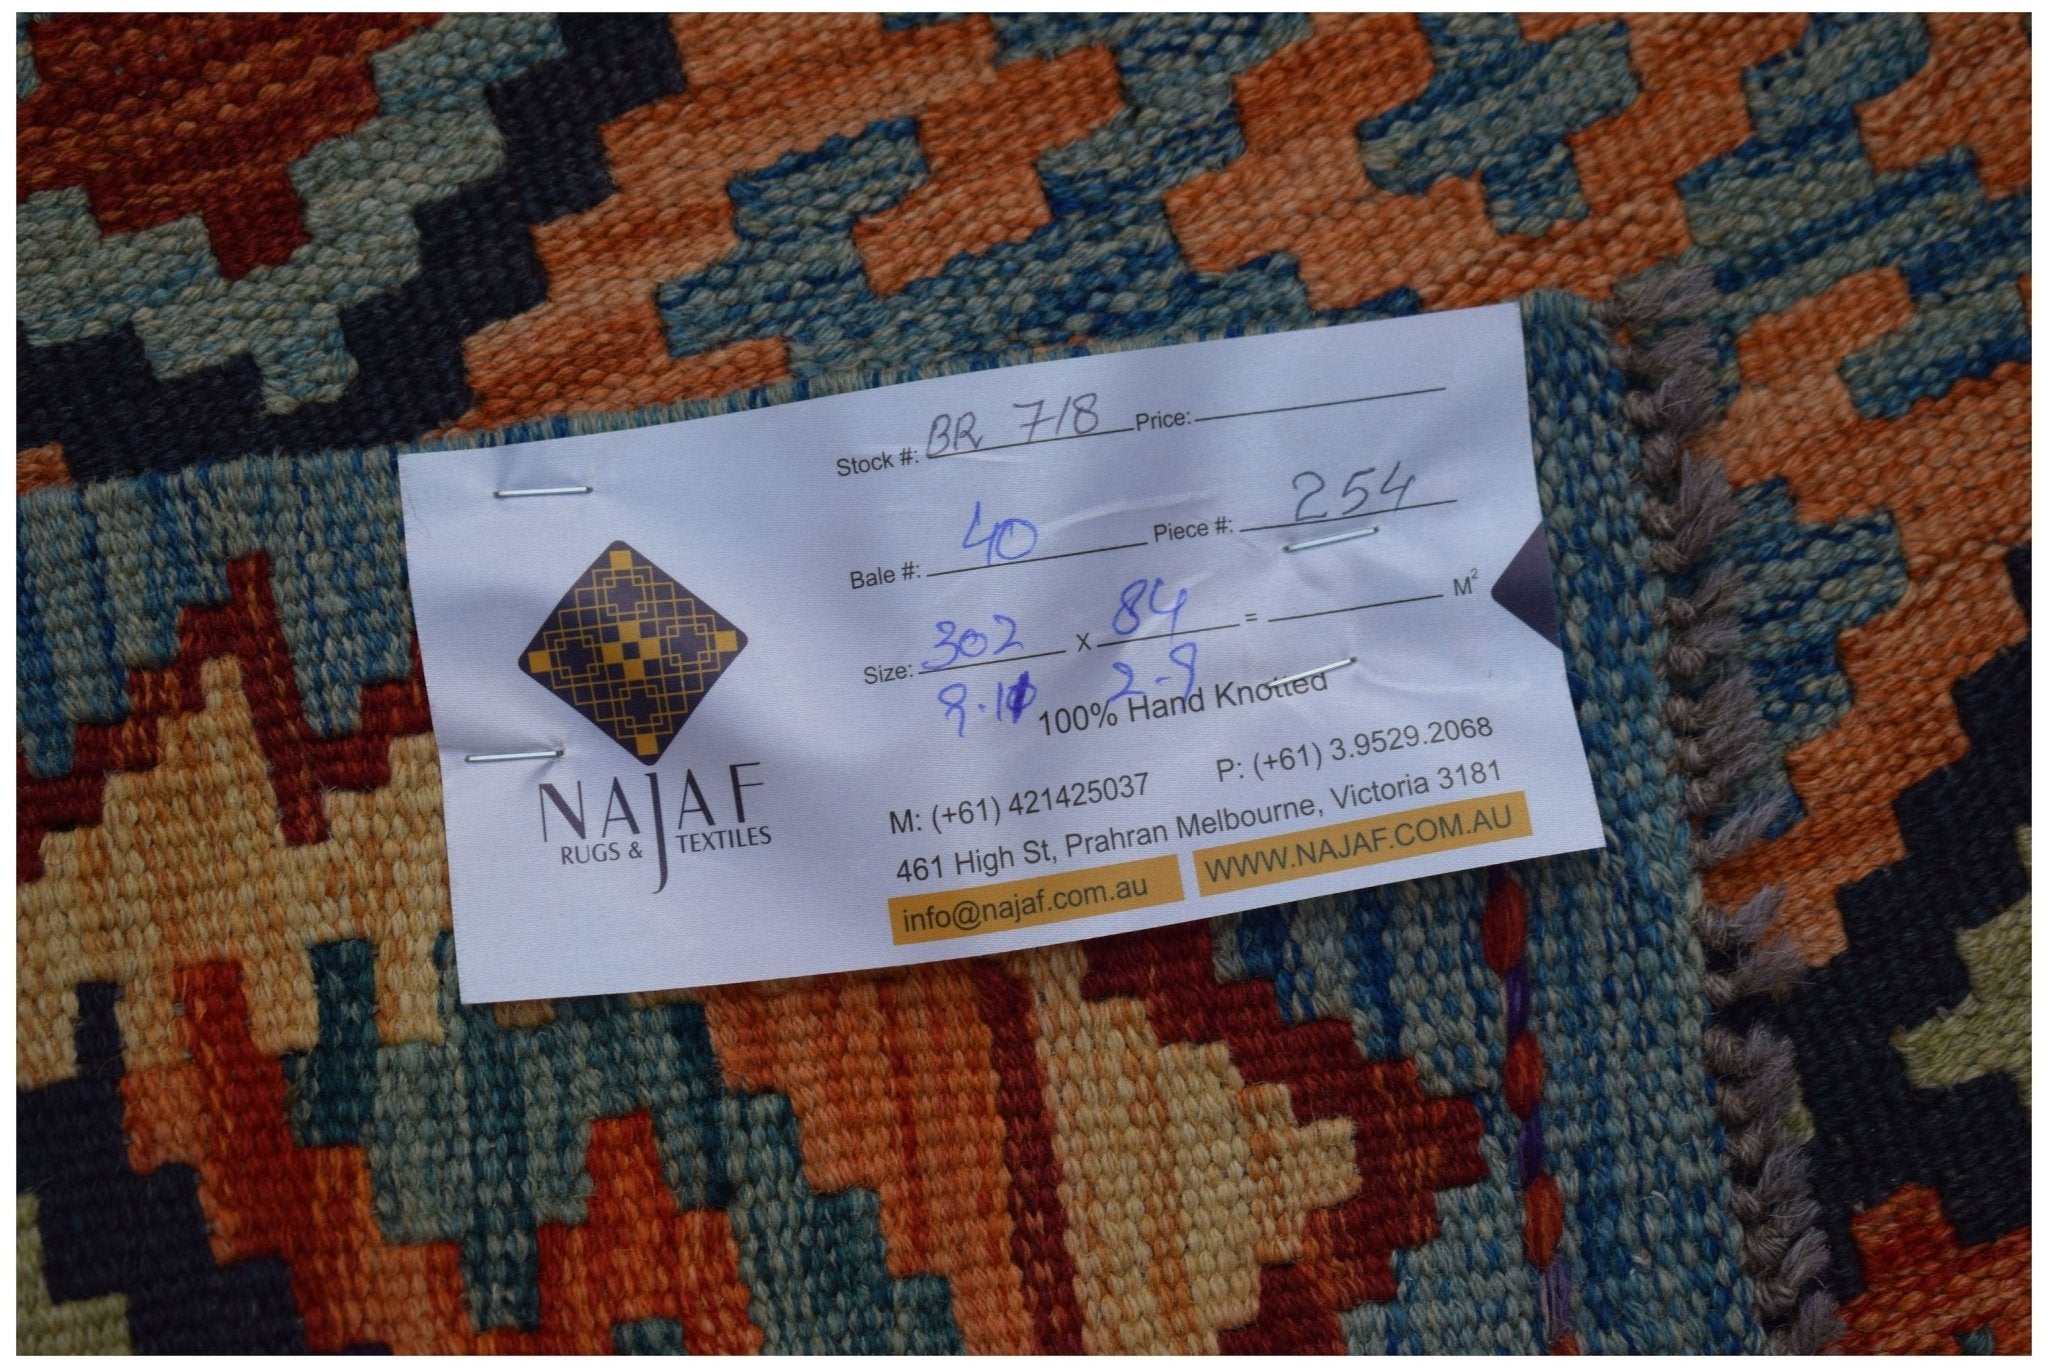 Stock #: BR 718 Price:
Bale #: 40 Piece #: 254
Size: 302 X 84 = M²
2-9
100% Hand Knotted
M: (+61) 421425037 P: (+61) 3.9529.2068
461 High St, Prahran Melbourne, Victoria 3181
info@najaf.com.au WWW.NAJAF.COM.AU
NAJAF
RUGS & TEXTILES